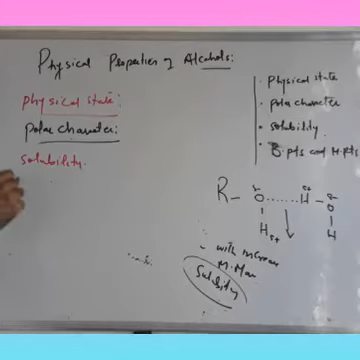 Physical Properties of Alcohols:
physical state:
Polar character:
solubility.
· Physical state
· Polar character
· solubility.
· B.pts and M.pts
R – O ...... H – O
H
H
- with increase
M.Mass
Solubility